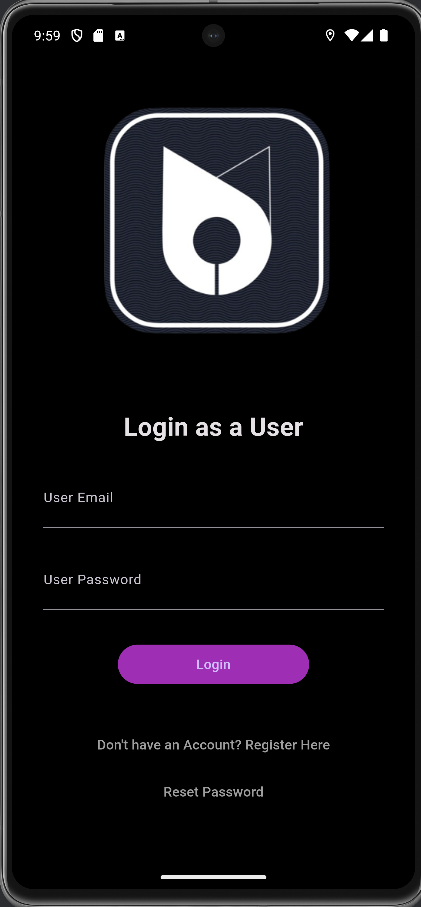 9:59
Login as a User
User Email
User Password
Login
Don't have an Account? Register Here
Reset Password